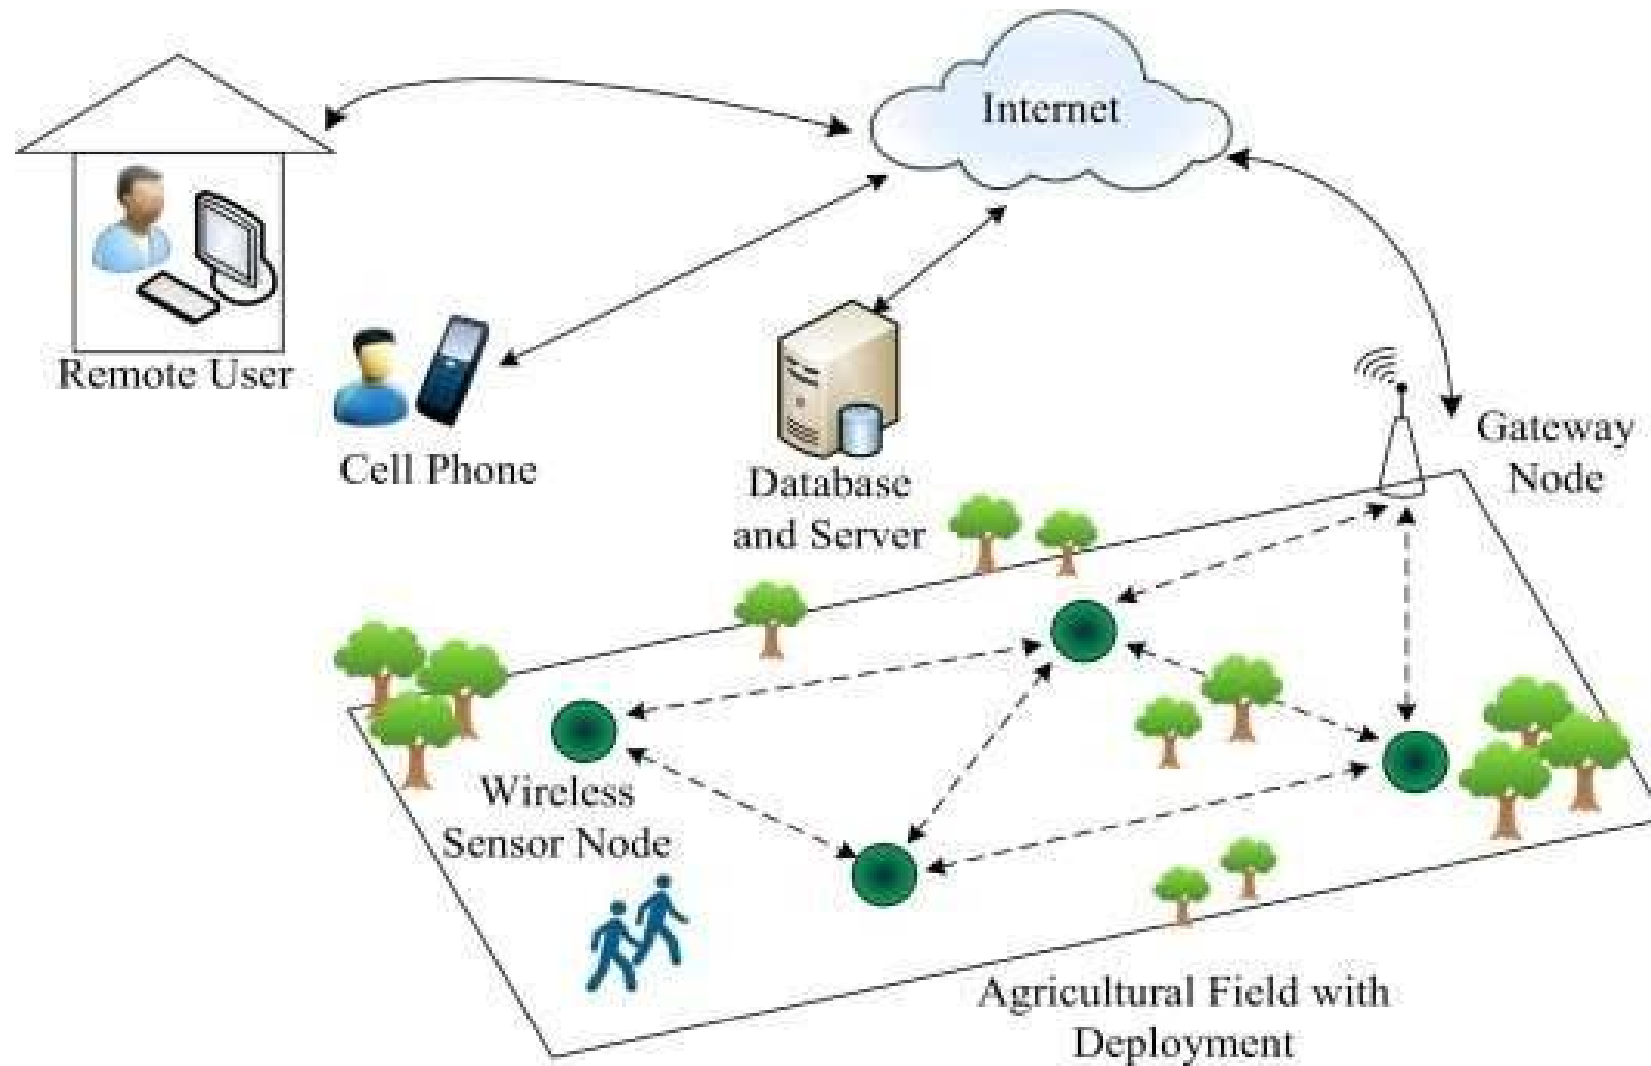 Internet
Remote User
Cell Phone
Database
and Server
Gateway
Node
Wireless
Sensor Node
Agricultural Field with
Deployment